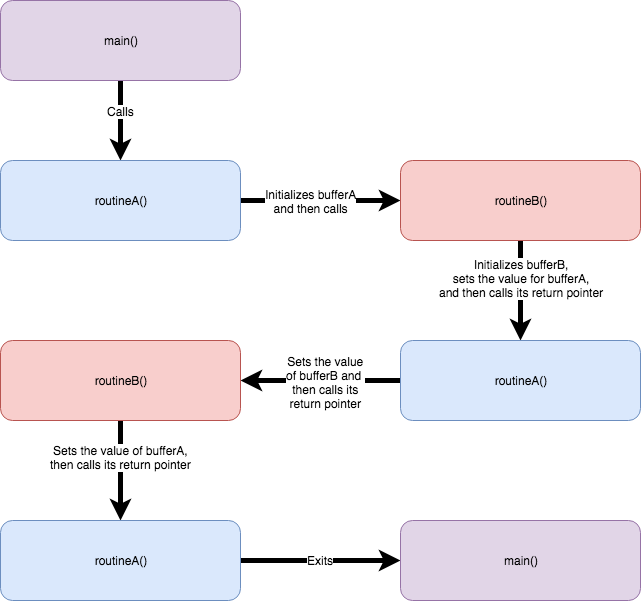 main()
Calls
routineA()
Initializes bufferA
and then calls
routineB()
Initializes bufferB,
sets the value for bufferA,
and then calls its return pointer
routineA()
Sets the value
of bufferB and
then calls its
return pointer
routineB()
Sets the value of bufferA,
then calls its return pointer
routineA()
Exits
main()